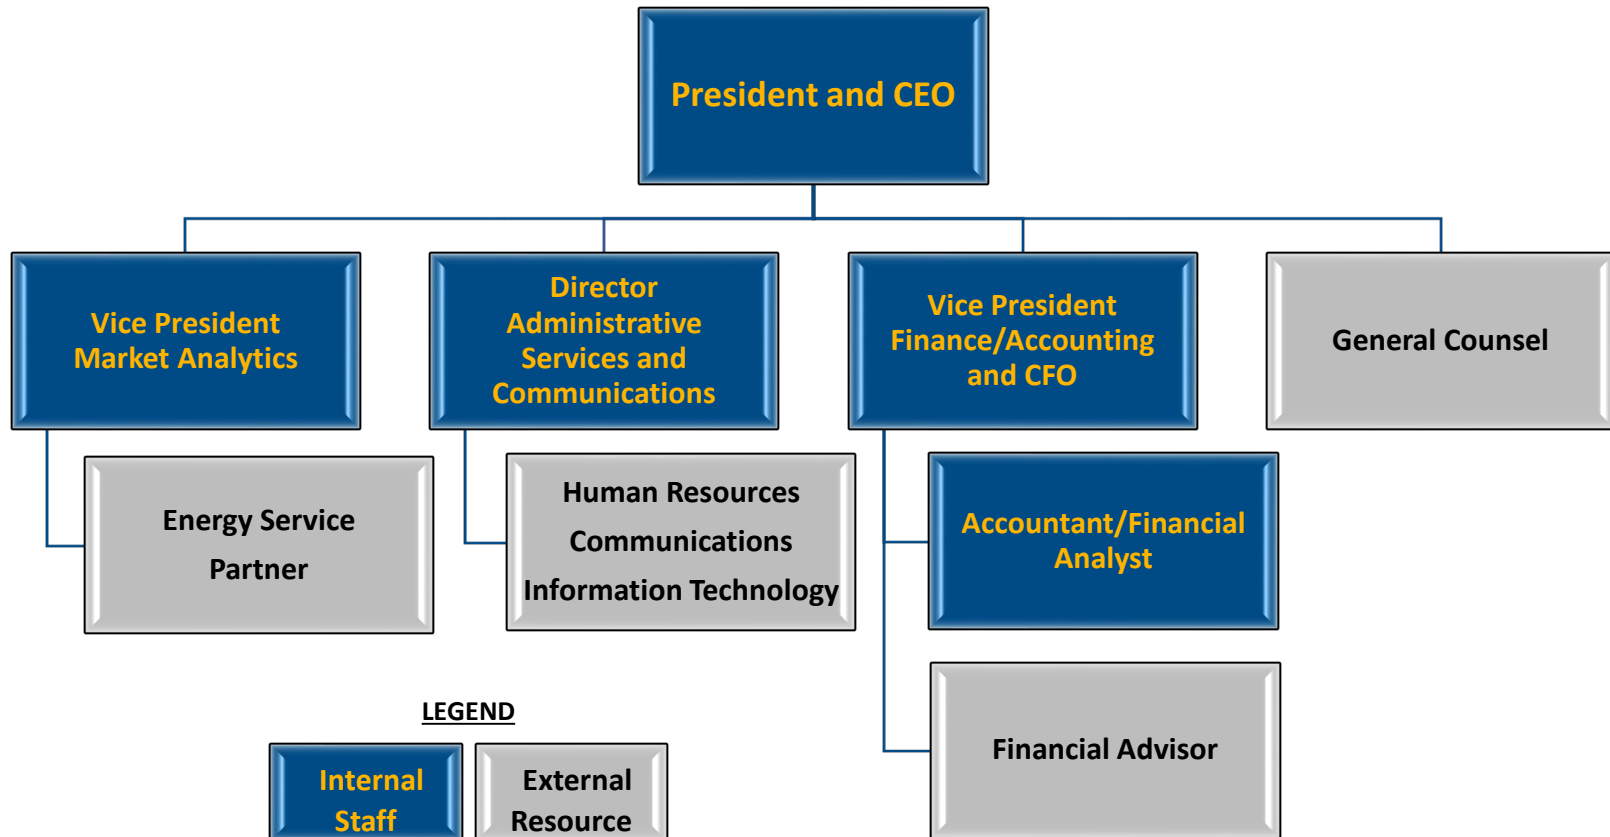 President and CEO
Vice President
Market Analytics
Director
Administrative
Services and
Communications
Vice President
Finance/Accounting
and CFO
General Counsel
Energy Service
Partner
Human Resources
Communications
Information Technology
Accountant/Financial
Analyst
Financial Advisor
LEGEND
Internal
Staff
External
Resource